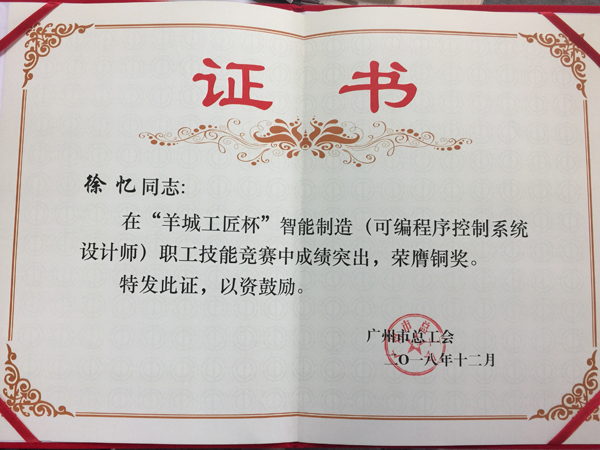 证书
徐忆同志:
在“羊城工匠杯”智能制造(可编程序控制系统
设计师)职工技能竞赛中成绩突出,荣膺铜奖。
特发此证,以资鼓励。
广州市总工会
二〇一八年十二月